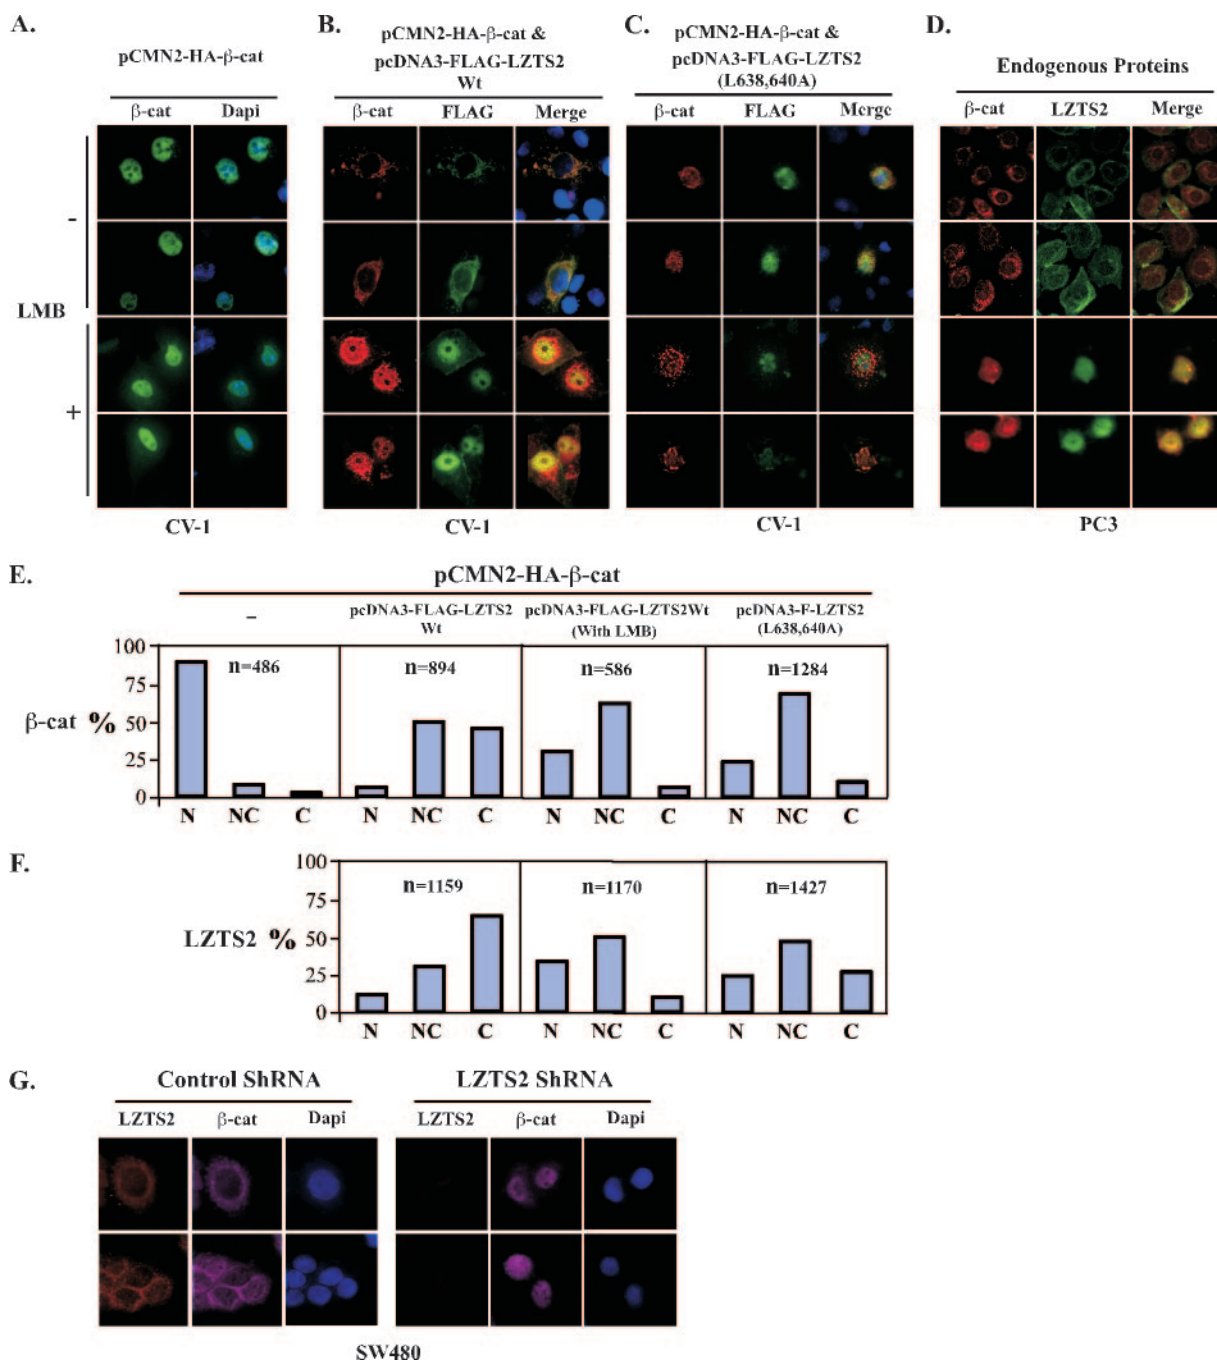 A.
pCMN2-HA-β-cat
β-cat Dapi
B.
pCMN2-HA-β-cat &
pcDNA3-FLAG-LZTS2
Wt
β-cat FLAG Merge
C.
pCMN2-HA-β-cat &
pcDNA3-FLAG-LZTS2
(L638,640A)
β-cat FLAG Merge
D.
Endogenous Proteins
β-cat LZTS2 Merge
-
LMB
+
CV-1 CV-1 CV-1 PC3
E.
pCMN2-HA-β-cat
–
pcDNA3-FLAG-LZTS2
Wt
pcDNA3-FLAG-LZTS2Wt
(With LMB)
pcDNA3-F-LZTS2
(L638,640A)
β-cat %
100
75
50
25
0
n=486 n=894 n=586 n=1284
N NC C N NC C N NC C N NC C
F.
LZTS2 %
100
75
50
25
0
n=1159 n=1170 n=1427
N NC C N NC C N NC C
G.
Control ShRNA LZTS2 ShRNA
LZTS2 β-cat Dapi LZTS2 β-cat Dapi
SW480